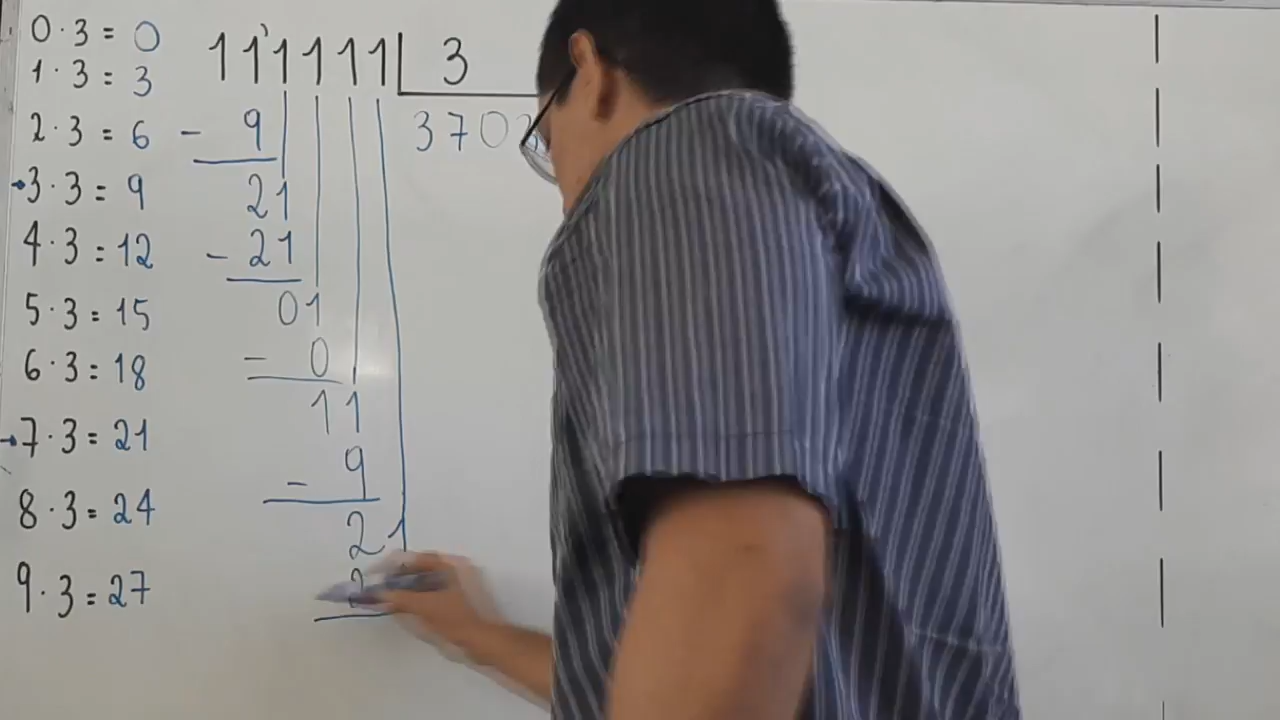 0 · 3 = 0
1 · 3 = 3
2 · 3 = 6
3 · 3 = 9
4 · 3 = 12
5 · 3 = 15
6 · 3 = 18
7 · 3 = 21
8 · 3 = 24
9 · 3 = 27
111111 3
3703
- 9
21
- 21
01
- 0
11
- 9
21
2